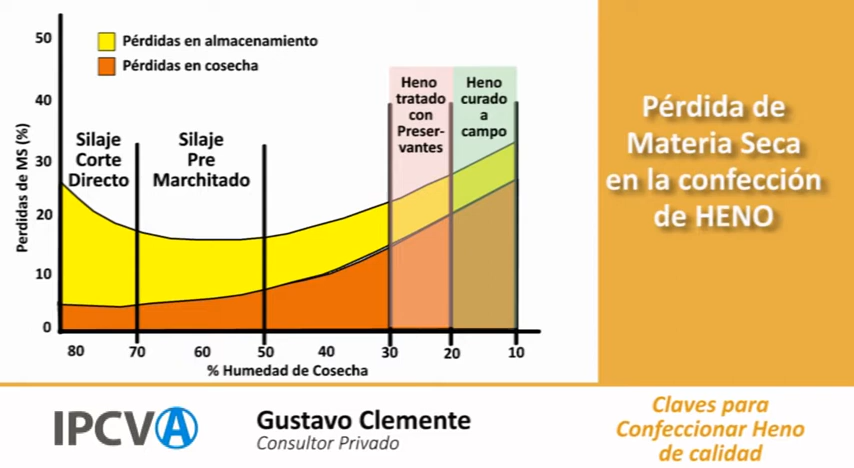 50
40
30
20
10
0
Perdidas de MS (%)
Pérdidas en almacenamiento
Pérdidas en cosecha
Silaje
Corte
Directo
Silaje
Pre
Marchitado
Heno
tratado
con
Preser-
vantes
Heno
curado
a
campo
80 70 60 50 40 30 20 10
% Humedad de Cosecha
Pérdida de
Materia Seca
en la confección
de HENO
IPCVA
Gustavo Clemente
Consultor Privado
Claves para
Confeccionar Heno
de calidad